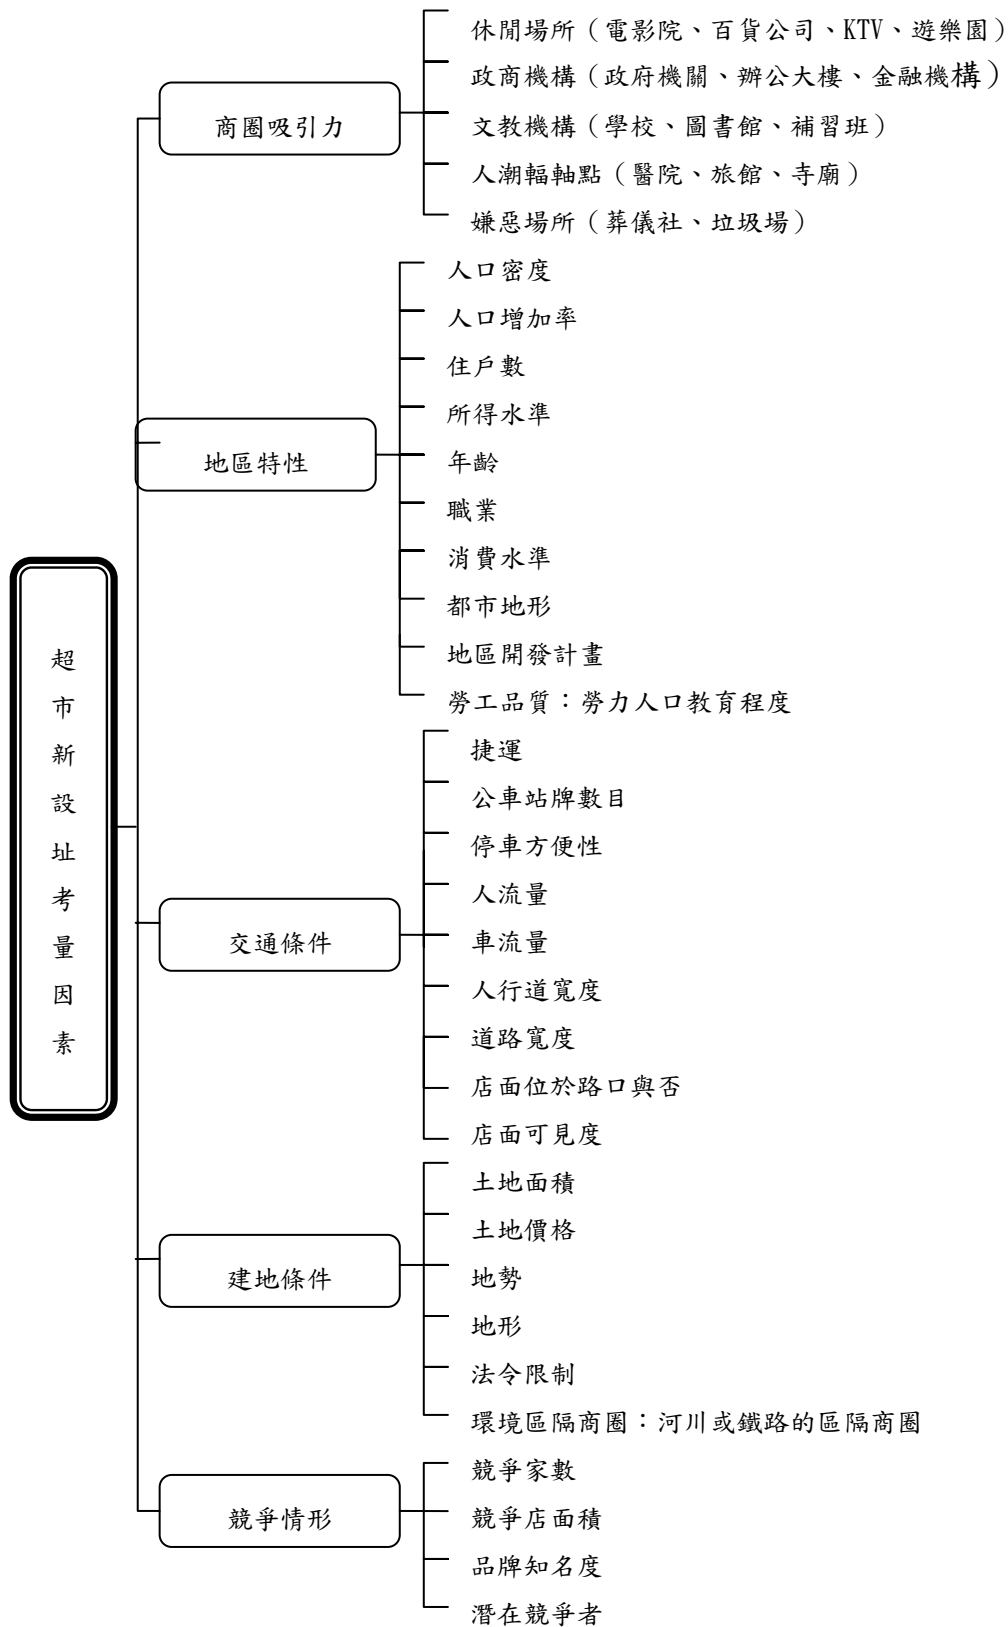 超市新設址考量因素
商圈吸引力
休閒場所（電影院、百貨公司、KTV、遊樂園）
政商機構（政府機關、辦公大樓、金融機構）
文教機構（學校、圖書館、補習班）
人潮輻軸點（醫院、旅館、寺廟）
嫌惡場所（葬儀社、垃圾場）
地區特性
人口密度
人口增加率
住戶數
所得水準
年齡
職業
消費水準
都市地形
地區開發計畫
勞工品質：勞力人口教育程度
交通條件
捷運
公車站牌數目
停車方便性
人流量
車流量
人行道寬度
道路寬度
店面位於路口與否
店面可見度
建地條件
土地面積
土地價格
地勢
地形
法令限制
環境區隔商圈：河川或鐵路的區隔商圈
競爭情形
競爭家數
競爭店面積
品牌知名度
潛在競爭者